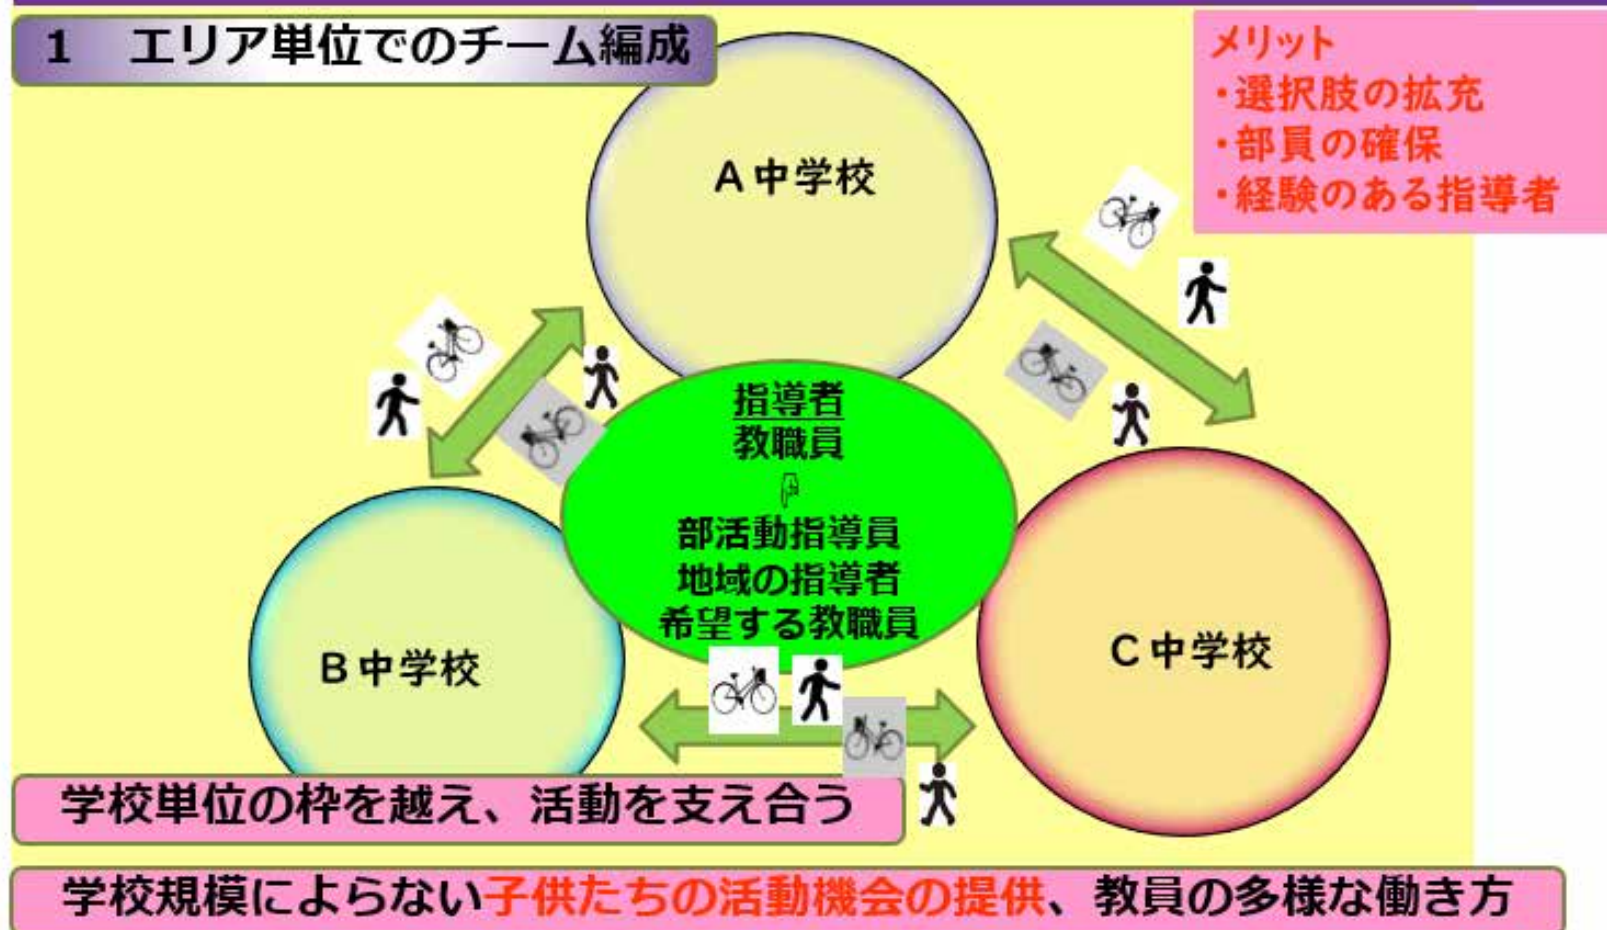 1 エリア単位でのチーム編成
メリット
・選択肢の拡充
・部員の確保
・経験のある指導者
A中学校
指導者
教職員
☟
部活動指導員
地域の指導者
希望する教職員
B中学校
C中学校
学校単位の枠を越え、活動を支え合う
学校規模によらない子供たちの活動機会の提供、教員の多様な働き方